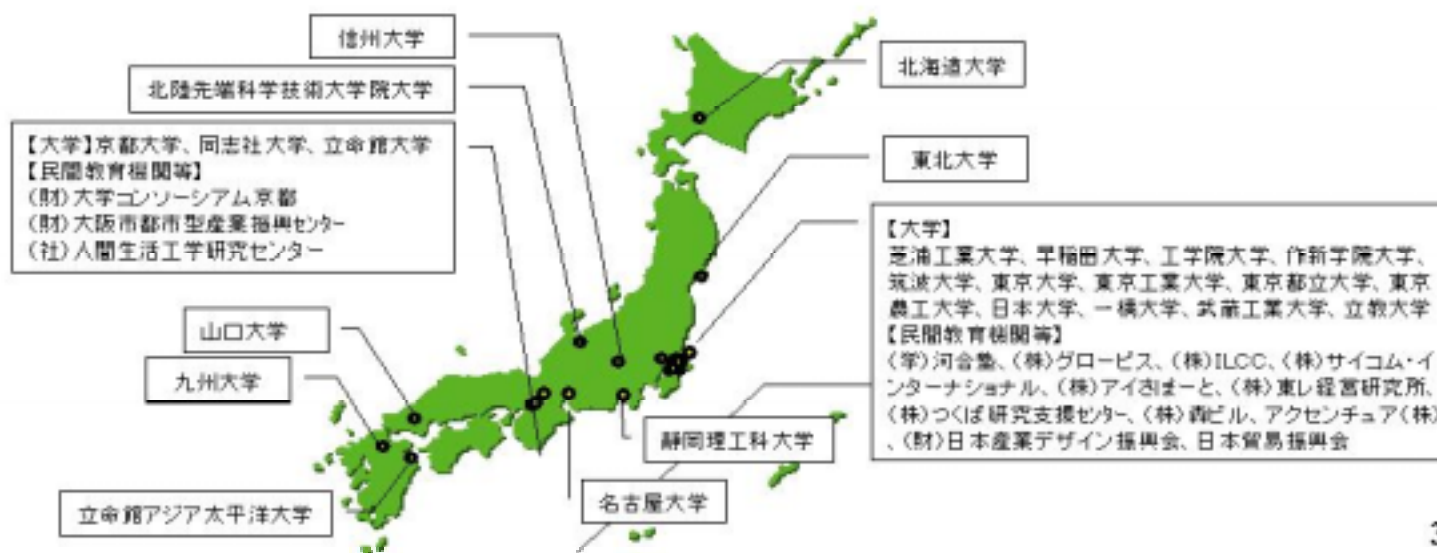 信州大学
北海道大学
北陸先端科学技術大学院大学
【大学】京都大学、同志社大学、立命館大学
【民間教育機関等】
(財)大学コンソーシアム京都
(財)大阪市都市型産業振興センター
(社)人間生活工学研究センター
東北大学
【大学】
芝浦工業大学、早稲田大学、工学院大学、作新学院大学、
筑波大学、東京大学、東京工業大学、東京都立大学、東京
農工大学、日本大学、一橋大学、武蔵工業大学、立教大学
【民間教育機関等】
(学)河合塾、(株)グロービス、(株)ILCC、(株)サイコム・イ
ンターナショナル、(株)アイさぽーと、(株)東レ経営研究所、
(株)つくば研究支援センター、(株)森ビル、アクセンチュア(株)
、(財)日本産業デザイン振興会、日本貿易振興会
山口大学
九州大学
静岡理工科大学
名古屋大学
立命館アジア太平洋大学